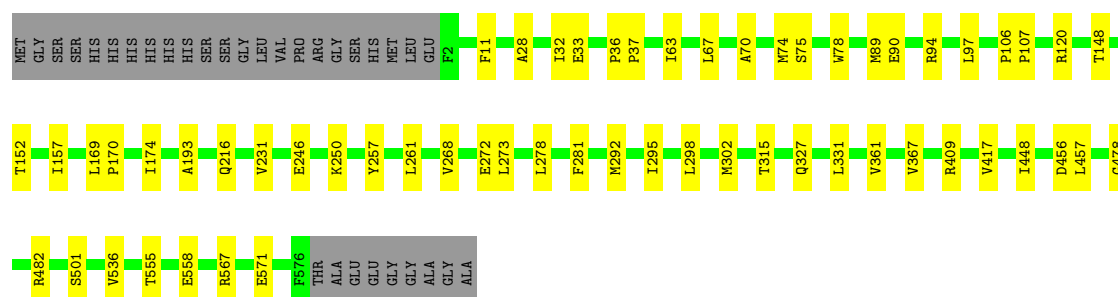 MET GLY SER SER HIS HIS HIS HIS HIS HIS SER SER GLY LEU VAL PRO ARG GLY SER HIS MET LEU GLU F2 F11 A28 I32 E33 P36 P37 I63 L67 A70 M74 S75 W78 M89 E90 R94 L97 P106 P107 R120 T148
T152 I157 L169 P170 I174 A193 Q216 V231 E246 K250 Y257 L261 V268 E272 L273 L278 F281 M292 I295 L298 M302 T315 Q327 L331 V361 V367 R409 V417 I448 D456 L457
R482 S501 V536 T555 E558 R567 E571 F576 THR ALA GLU GLU GLY GLY ALA GLY ALA